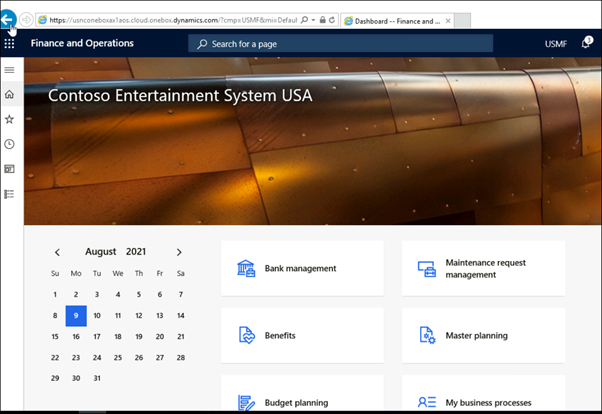 https://usnconeboxax1aos.cloud.onebox.dynamics.com/?cmp=USMF&mi=Defaul
Dashboard -- Finance and ...
Finance and Operations
Search for a page
USMF
1
Contoso Entertainment System USA
August 2021
Su Mo Tu We Th Fr Sa
1 2 3 4 5 6 7
8 9 10 11 12 13 14
15 16 17 18 19 20 21
22 23 24 25 26 27 28
29 30 31
Bank management
Maintenance request
management
Benefits
Master planning
Budget planning
My business processes